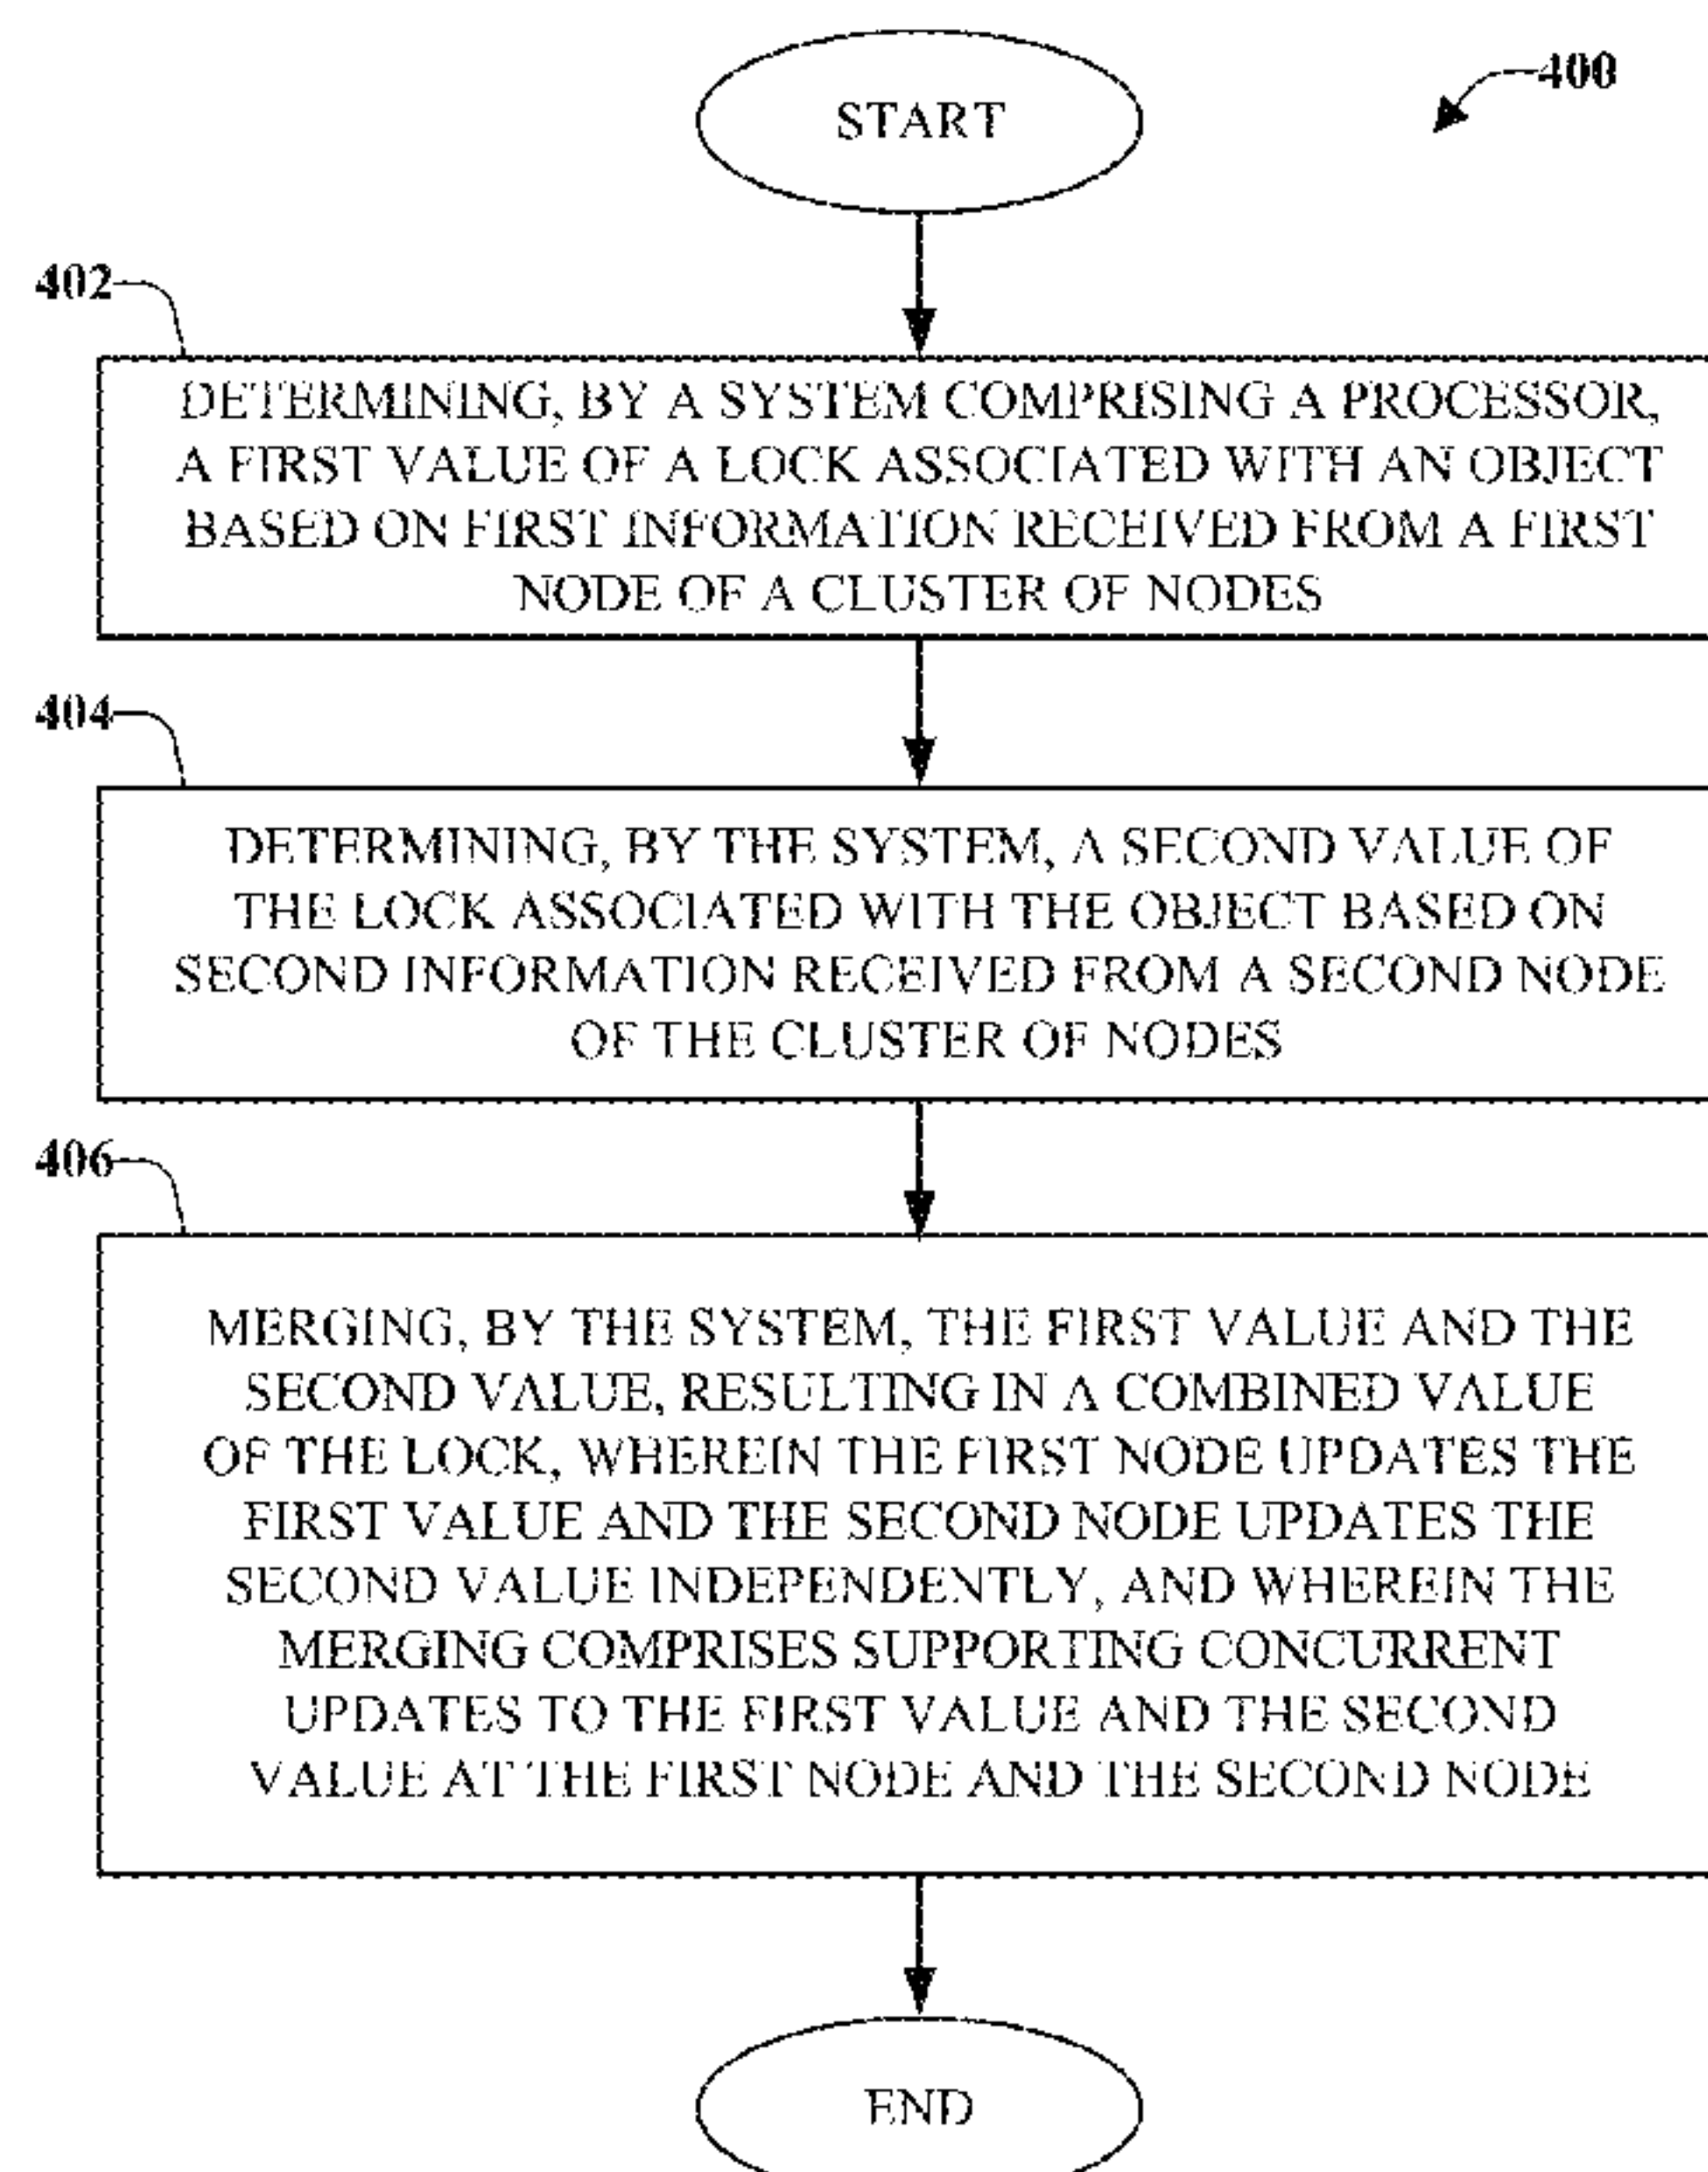 START
400
402
DETERMINING, BY A SYSTEM COMPRISING A PROCESSOR,
A FIRST VALUE OF A LOCK ASSOCIATED WITH AN OBJECT
BASED ON FIRST INFORMATION RECEIVED FROM A FIRST
NODE OF A CLUSTER OF NODES
404
DETERMINING, BY THE SYSTEM, A SECOND VALUE OF
THE LOCK ASSOCIATED WITH THE OBJECT BASED ON
SECOND INFORMATION RECEIVED FROM A SECOND NODE
OF THE CLUSTER OF NODES
406
MERGING, BY THE SYSTEM, THE FIRST VALUE AND THE
SECOND VALUE, RESULTING IN A COMBINED VALUE
OF THE LOCK, WHEREIN THE FIRST NODE UPDATES THE
FIRST VALUE AND THE SECOND NODE UPDATES THE
SECOND VALUE INDEPENDENTLY, AND WHEREIN THE
MERGING COMPRISES SUPPORTING CONCURRENT
UPDATES TO THE FIRST VALUE AND THE SECOND
VALUE AT THE FIRST NODE AND THE SECOND NODE
END